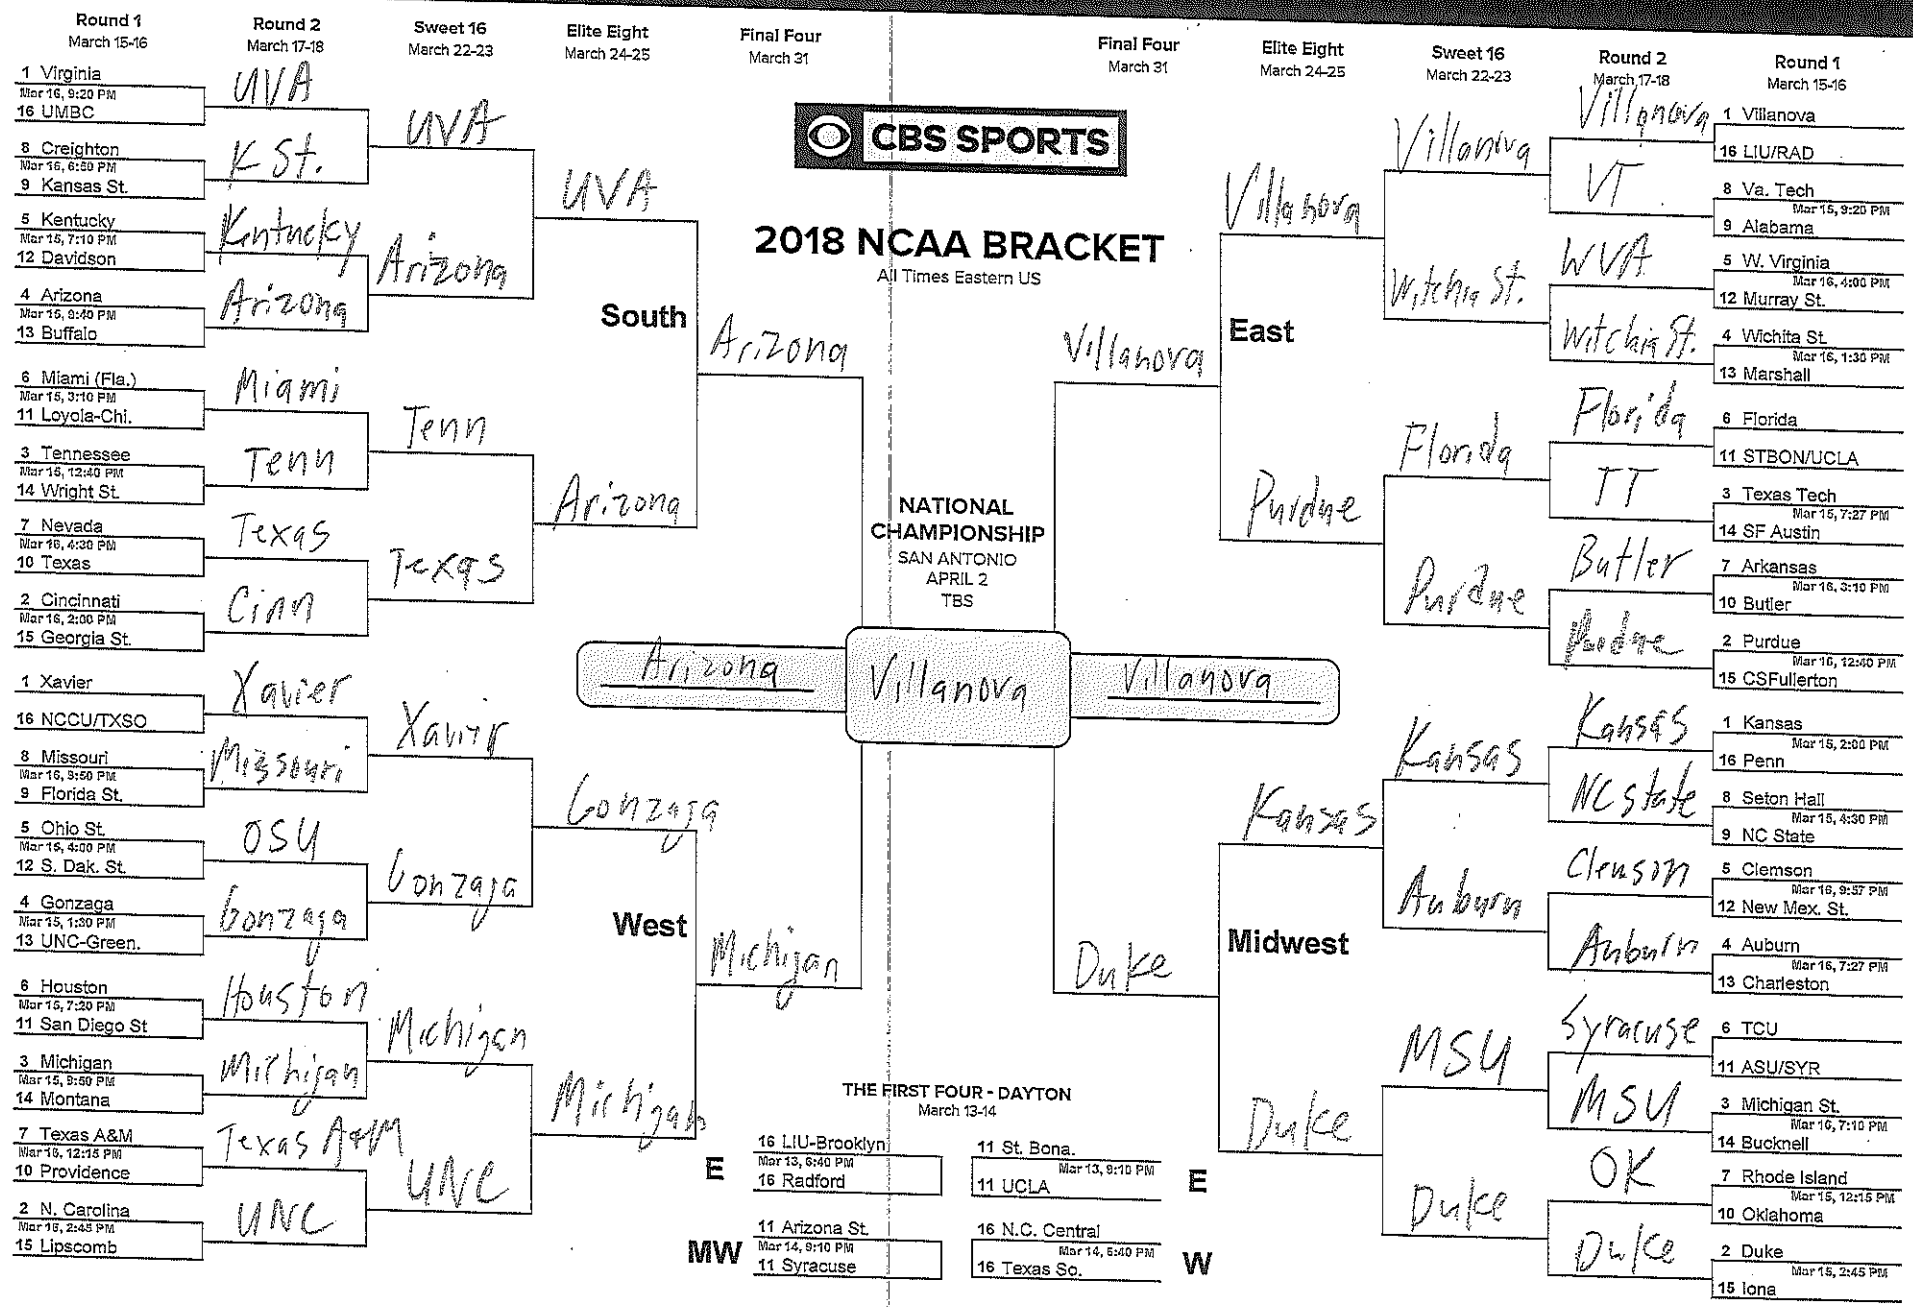 Round 1
March 15-16
Round 2
March 17-18
Sweet 16
March 22-23
Elite Eight
March 24-25
Final Four
March 31
Final Four
March 31
Elite Eight
March 24-25
Sweet 16
March 22-23
Round 2
March 17-18
Round 1
March 15-16
CBS SPORTS
2018 NCAA BRACKET
All Times Eastern US
1 Virginia
Mar 16, 9:20 PM
16 UMBC
8 Creighton
Mar 16, 6:50 PM
9 Kansas St.
5 Kentucky
Mar 15, 7:10 PM
12 Davidson
4 Arizona
Mar 15, 9:40 PM
13 Buffalo
6 Miami (Fla.)
Mar 15, 3:10 PM
11 Loyola-Chi.
3 Tennessee
Mar 15, 12:40 PM
14 Wright St.
7 Nevada
Mar 16, 4:30 PM
10 Texas
2 Cincinnati
Mar 16, 2:00 PM
15 Georgia St.
UVA
K St.
Kentucky
Arizona
Miami
Tenn
Texas
Cinn
UVA
Arizona
Tenn
Texas
UVA
Arizona
South
Arizona
1 Xavier
16 NCCU/TXSO
8 Missouri
Mar 16, 9:50 PM
9 Florida St.
5 Ohio St.
Mar 15, 4:00 PM
12 S. Dak. St.
4 Gonzaga
Mar 15, 1:30 PM
13 UNC-Green.
6 Houston
Mar 15, 7:20 PM
11 San Diego St
3 Michigan
Mar 15, 9:50 PM
14 Montana
7 Texas A&M
Mar 16, 12:15 PM
10 Providence
2 N. Carolina
Mar 16, 2:45 PM
15 Lipscomb
Xavier
Missouri
OSU
Gonzaga
Houston
Michigan
Texas A&M
UNC
Xavier
Gonzaga
Michigan
UNC
Gonzaga
Michigan
West
Michigan
NATIONAL
CHAMPIONSHIP
SAN ANTONIO
APRIL 2
TBS
Arizona
Villanova
Villanova
Villanova
East
Villanova
Purdue
Villanova
Witchia St.
Florida
Purdue
Villanova
VT
WVA
Witchia St.
Florida
TT
Butler
Purdue
1 Villanova
16 LIU/RAD
8 Va. Tech
Mar 15, 9:20 PM
9 Alabama
5 W. Virginia
Mar 16, 4:00 PM
12 Murray St.
4 Wichita St.
Mar 16, 1:30 PM
13 Marshall
6 Florida
11 STBON/UCLA
3 Texas Tech
Mar 15, 7:27 PM
14 SF Austin
7 Arkansas
Mar 16, 3:10 PM
10 Butler
2 Purdue
Mar 16, 12:40 PM
15 CSFullerton
Duke
Midwest
Kansas
Duke
Kansas
Auburn
MSU
Duke
Kansas
NC state
Clemson
Auburn
Syracuse
MSU
OK
Duke
1 Kansas
Mar 15, 2:00 PM
16 Penn
8 Seton Hall
Mar 15, 4:30 PM
9 NC State
5 Clemson
Mar 16, 9:57 PM
12 New Mex. St.
4 Auburn
Mar 16, 7:27 PM
13 Charleston
6 TCU
11 ASU/SYR
3 Michigan St.
Mar 16, 7:10 PM
14 Bucknell
7 Rhode Island
Mar 15, 12:15 PM
10 Oklahoma
2 Duke
Mar 15, 2:45 PM
15 Iona
THE FIRST FOUR - DAYTON
March 13-14
E
16 LIU-Brooklyn
Mar 13, 6:40 PM
16 Radford
11 St. Bona.
Mar 13, 9:10 PM
11 UCLA
E
MW
11 Arizona St.
Mar 14, 9:10 PM
11 Syracuse
16 N.C. Central
Mar 14, 6:40 PM
16 Texas So.
W